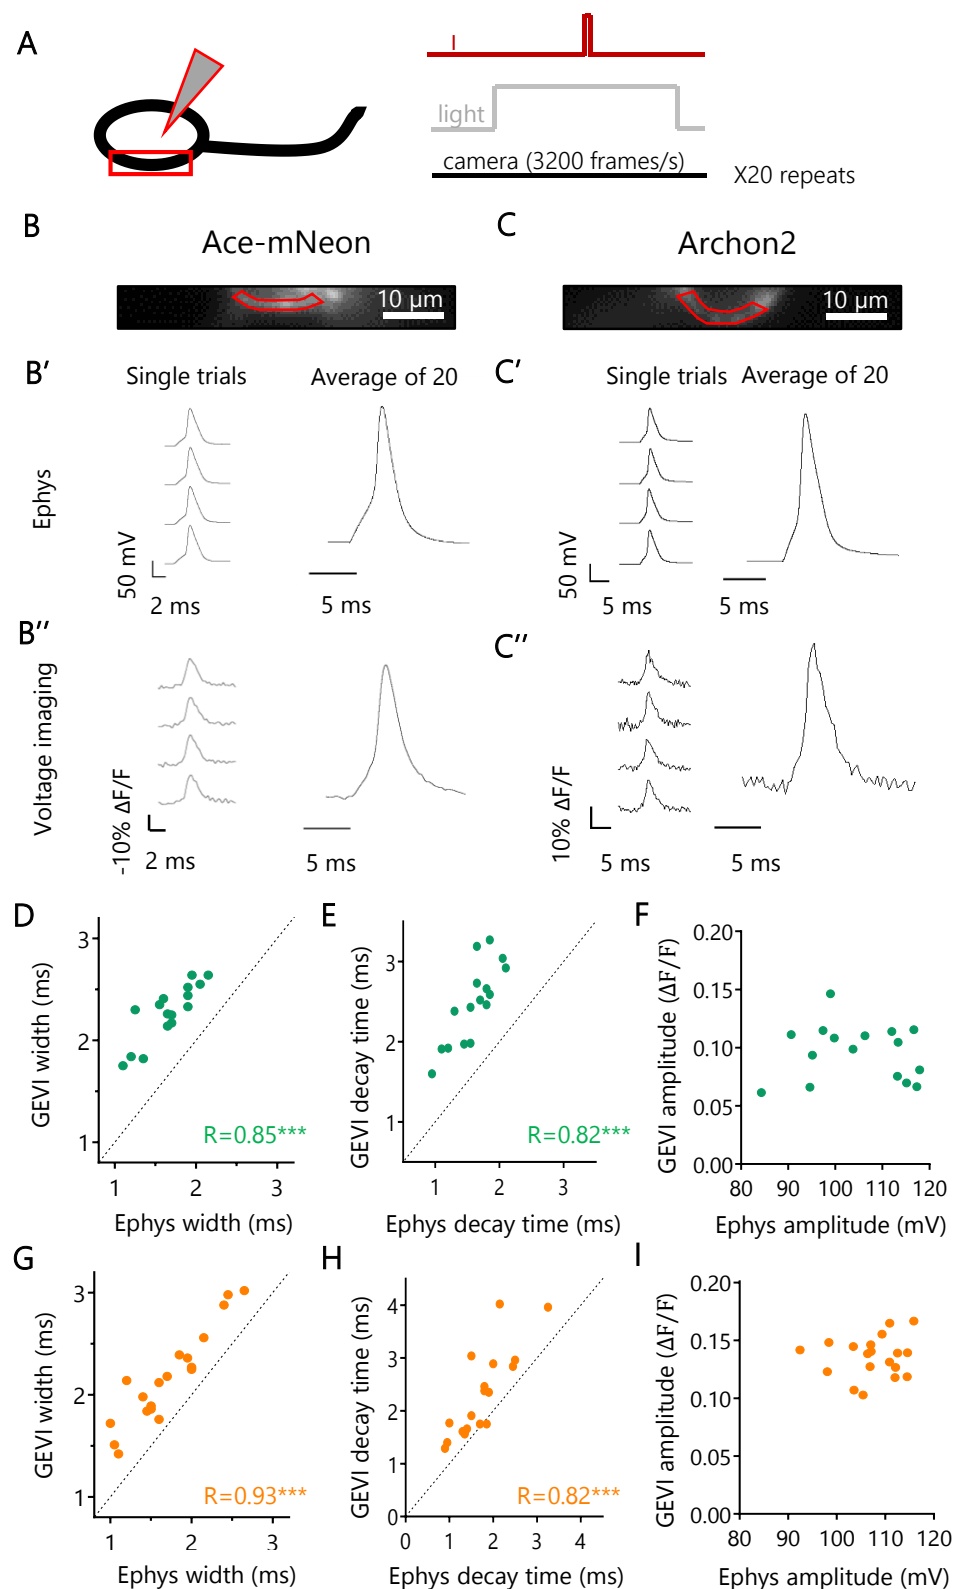 A
I
light
camera (3200 frames/s)
X20 repeats
B
Ace-mNeon
C
Archon2
10 µm
10 µm
B'
Single trials
Average of 20
C'
Single trials
Average of 20
Ephys
50 mV
2 ms
5 ms
50 mV
5 ms
5 ms
B''
C''
Voltage imaging
-10% ΔF/F
2 ms
5 ms
10% ΔF/F
5 ms
5 ms
D
GEVI width (ms)
3
2
1
R=0.85***
1
2
3
Ephys width (ms)
E
GEVI decay time (ms)
3
2
1
R=0.82***
1
2
3
Ephys decay time (ms)
F
GEVI amplitude (ΔF/F)
0.20
0.15
0.10
0.05
0.00
80
90
100
110
120
Ephys amplitude (mV)
G
GEVI width (ms)
3
2
1
R=0.93***
1
2
3
Ephys width (ms)
H
GEVI decay time (ms)
4
3
2
1
0
R=0.82***
0
1
2
3
4
Ephys decay time (ms)
I
GEVI amplitude (ΔF/F)
0.20
0.15
0.10
0.05
0.00
80
90
100
110
120
Ephys amplitude (mV)